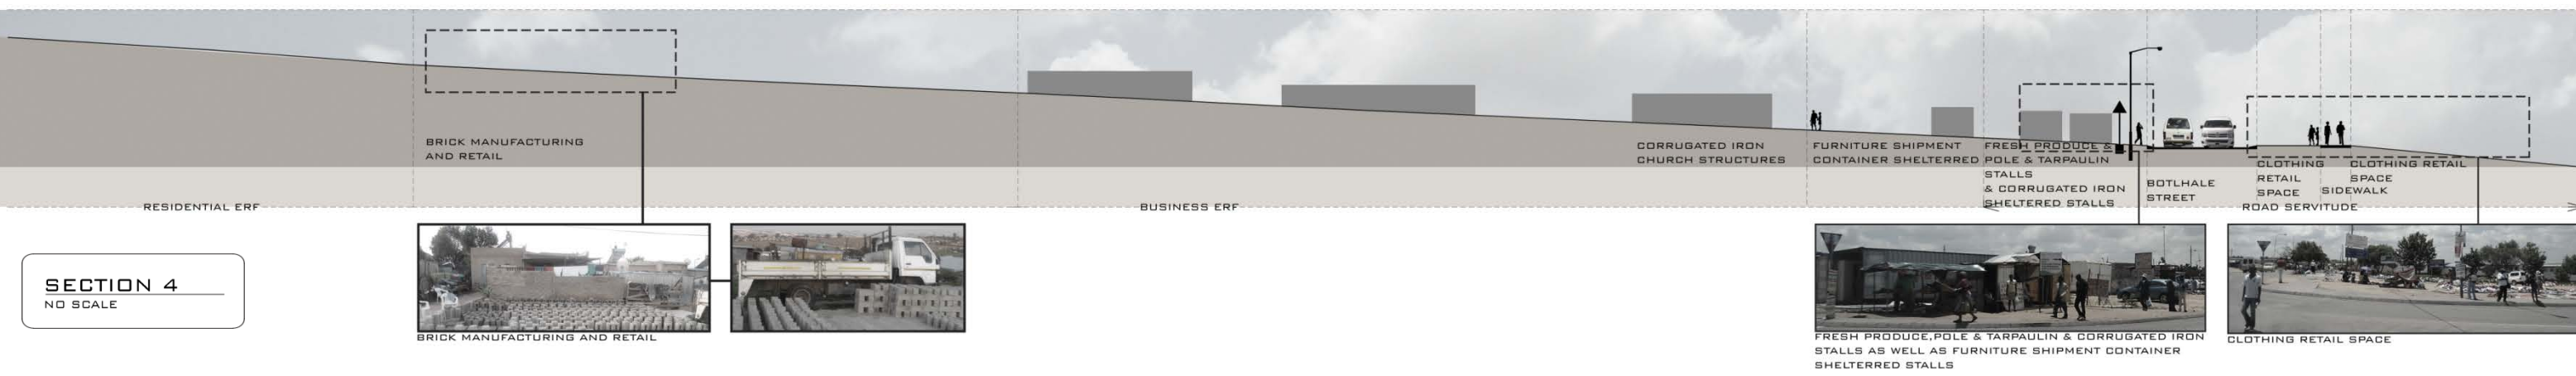 BRICK MANUFACTURING
AND RETAIL
CORRUGATED IRON
CHURCH STRUCTURES
FURNITURE SHIPMENT
CONTAINER SHELTERRED
FRESH PRODUCE &
POLE & TARPAULIN
STALLS
& CORRUGATED IRON
SHELTERED STALLS
BOTLHALE
STREET
CLOTHING
RETAIL
SPACE
SIDEWALK
CLOTHING RETAIL
SPACE
RESIDENTIAL ERF
BUSINESS ERF
ROAD SERVITUDE
SECTION 4
NO SCALE
BRICK MANUFACTURING AND RETAIL
FRESH PRODUCE,POLE & TARPAULIN & CORRUGATED IRON
STALLS AS WELL AS FURNITURE SHIPMENT CONTAINER
SHELTERRED STALLS
CLOTHING RETAIL SPACE